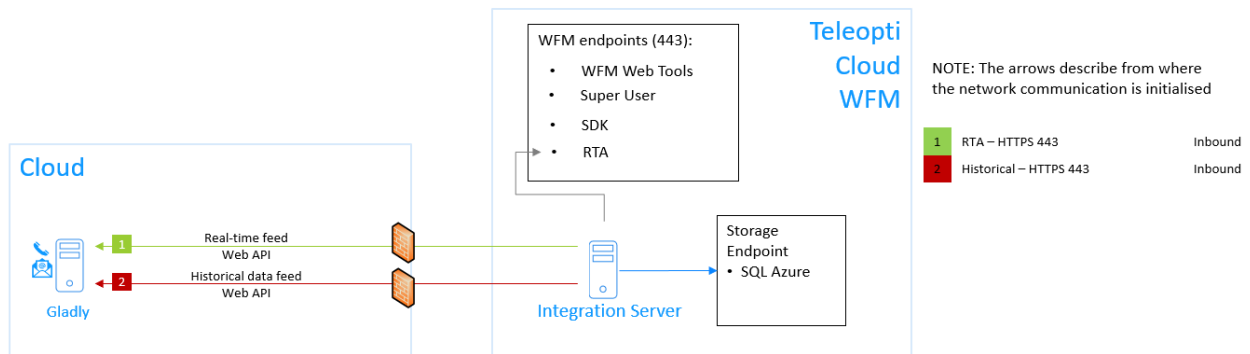 Cloud
1
Real-time feed
Web API
2
Historical data feed
Web API
Gladly
Teleopti
Cloud
WFM
WFM endpoints (443):
• WFM Web Tools
• Super User
• SDK
• RTA
Integration Server
Storage
Endpoint
• SQL Azure
NOTE: The arrows describe from where
the network communication is initialised
1 RTA – HTTPS 443 Inbound
2 Historical – HTTPS 443 Inbound